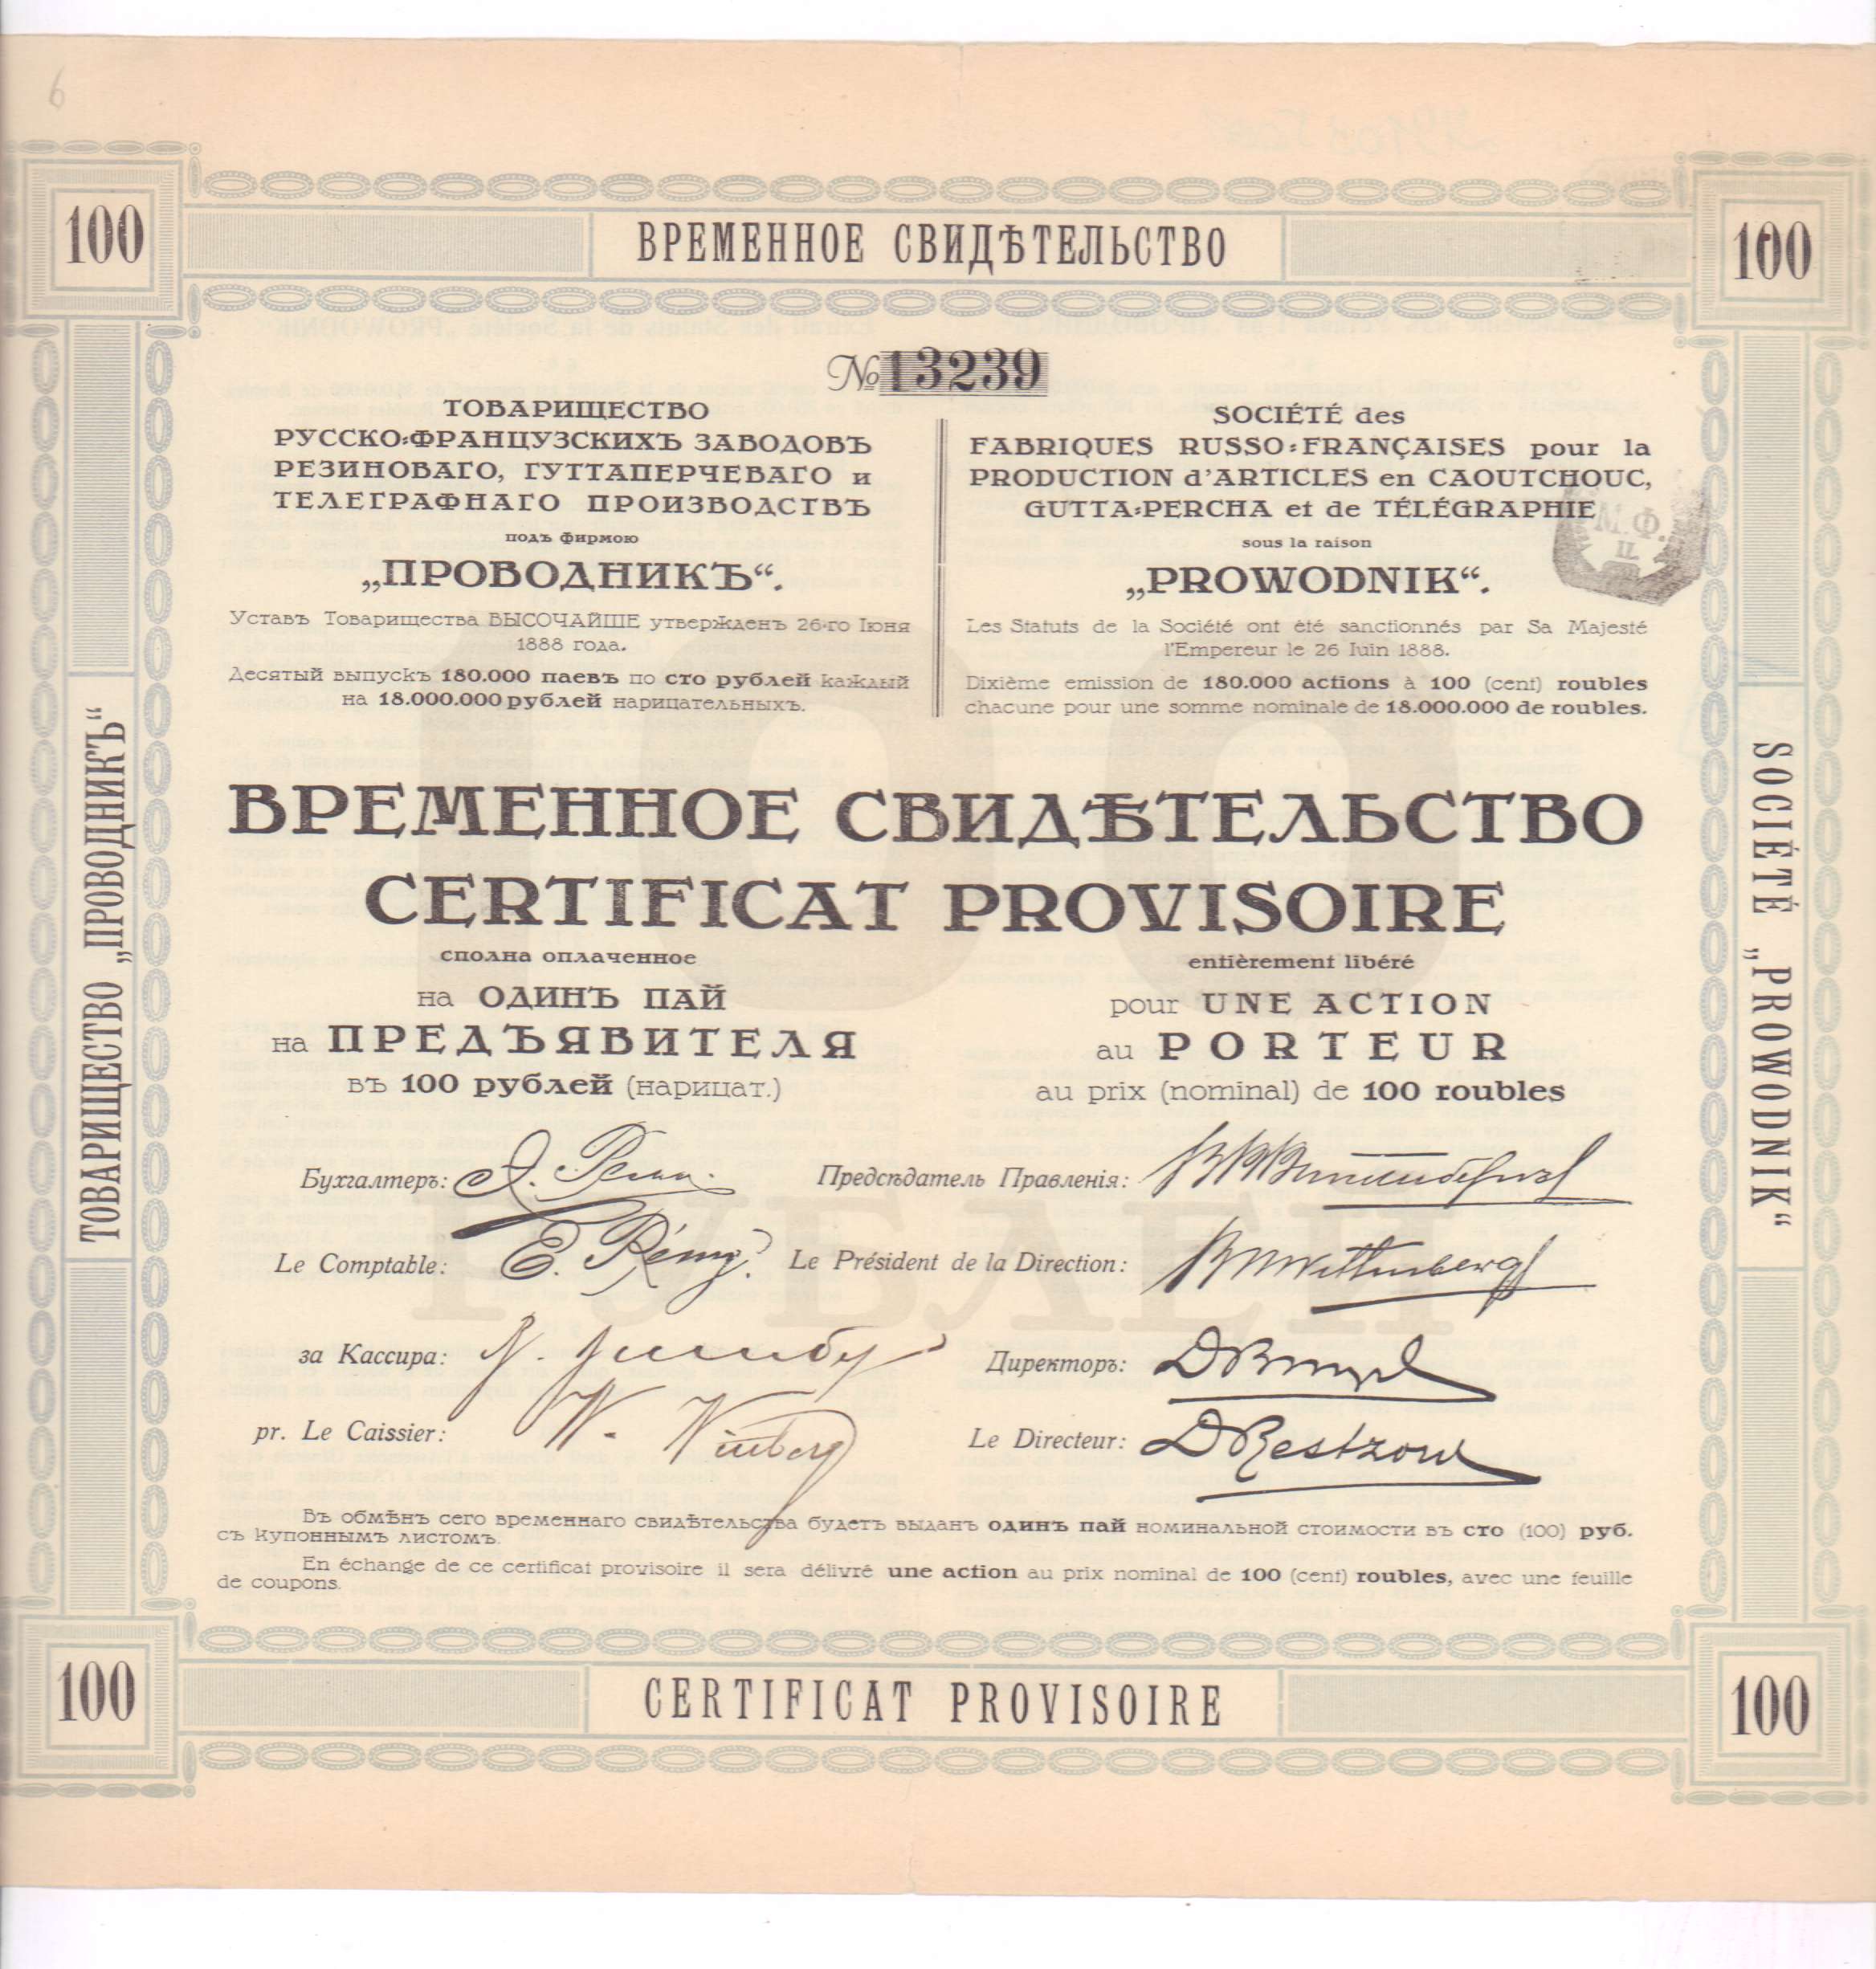 6
100
ВРЕМЕННОЕ СВИДѢТЕЛЬСТВО
100
№ 13239
ТОВАРИЩЕСТВО
РУССКО-ФРАНЦУЗСКИХЪ ЗАВОДОВЪ
РЕЗИНОВАГО, ГУТТАПЕРЧЕВАГО и
ТЕЛЕГРАФНАГО ПРОИЗВОДСТВЪ
подъ фирмою
„ПРОВОДНИКЪ“.
Уставъ Товарищества ВЫСОЧАЙШЕ утвержденъ 26-го Іюня
1888 года.
Десятый выпускъ 180.000 паевъ по сто рублей каждый
на 18.000.000 рублей нарицательныхъ.
SOCIÉTÉ des
FABRIQUES RUSSO-FRANÇAISES pour la
PRODUCTION d'ARTICLES en CAOUTCHOUC,
GUTTA-PERCHA et de TÉLÉGRAPHIE
sous la raison
„PROWODNIK“.
Les Statuts de la Société ont été sanctionnés par Sa Majesté
l'Empereur le 26 Juin 1888.
Dixième emission de 180.000 actions à 100 (cent) roubles
chacune pour une somme nominale de 18.000.000 de roubles.
М.Ф.
II
ТОВАРИЩЕСТВО „ПРОВОДНИКЪ“
SOCIÉTÉ „PROWODNIK“
100
РУБЛЕЙ
ВРЕМЕННОЕ СВИДѢТЕЛЬСТВО
CERTIFICAT PROVISOIRE
сполна оплаченное
на ОДИНЪ ПАЙ
на ПРЕДЪЯВИТЕЛЯ
въ 100 рублей (нарицат.)
entièrement libéré
pour UNE ACTION
au PORTEUR
au prix (nominal) de 100 roubles
Бухгалтеръ:
Предсѣдатель Правленія:
Le Comptable: E. Rémy.
Le Président de la Direction: Wittenberg
за Кассира:
Директоръ:
pr. Le Caissier:
Le Directeur:
Въ обмѣнъ сего временнаго свидѣтельства будетъ выданъ одинъ пай номинальной стоимости въ сто (100) руб.
съ купоннымъ листомъ.
En échange de ce certificat provisoire il sera délivré une action au prix nominal de 100 (cent) roubles, avec une feuille
de coupons.
100
CERTIFICAT PROVISOIRE
100